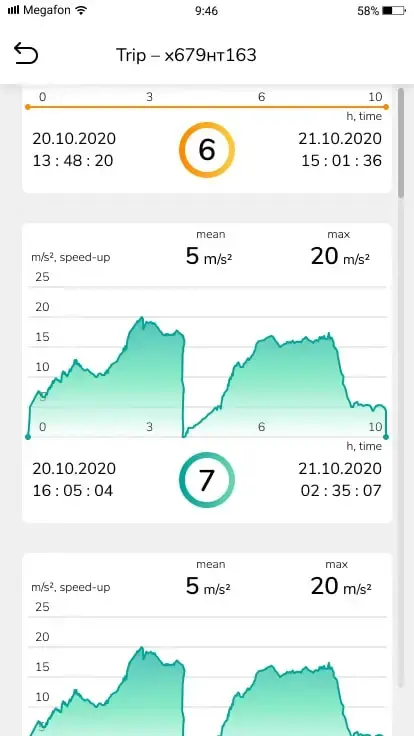 Megafon 9:46 58%
Trip – х679нт163
0 3 6 10
h, time
20.10.2020 6 21.10.2020
13 : 48 : 20 15 : 01 : 36
mean max
m/s², speed-up 5 m/s² 20 m/s²
25
20
15
10
5
0 3 6 10
h, time
20.10.2020 7 21.10.2020
16 : 05 : 04 02 : 35 : 07
mean max
m/s², speed-up 5 m/s² 20 m/s²
25
20
15
10
5